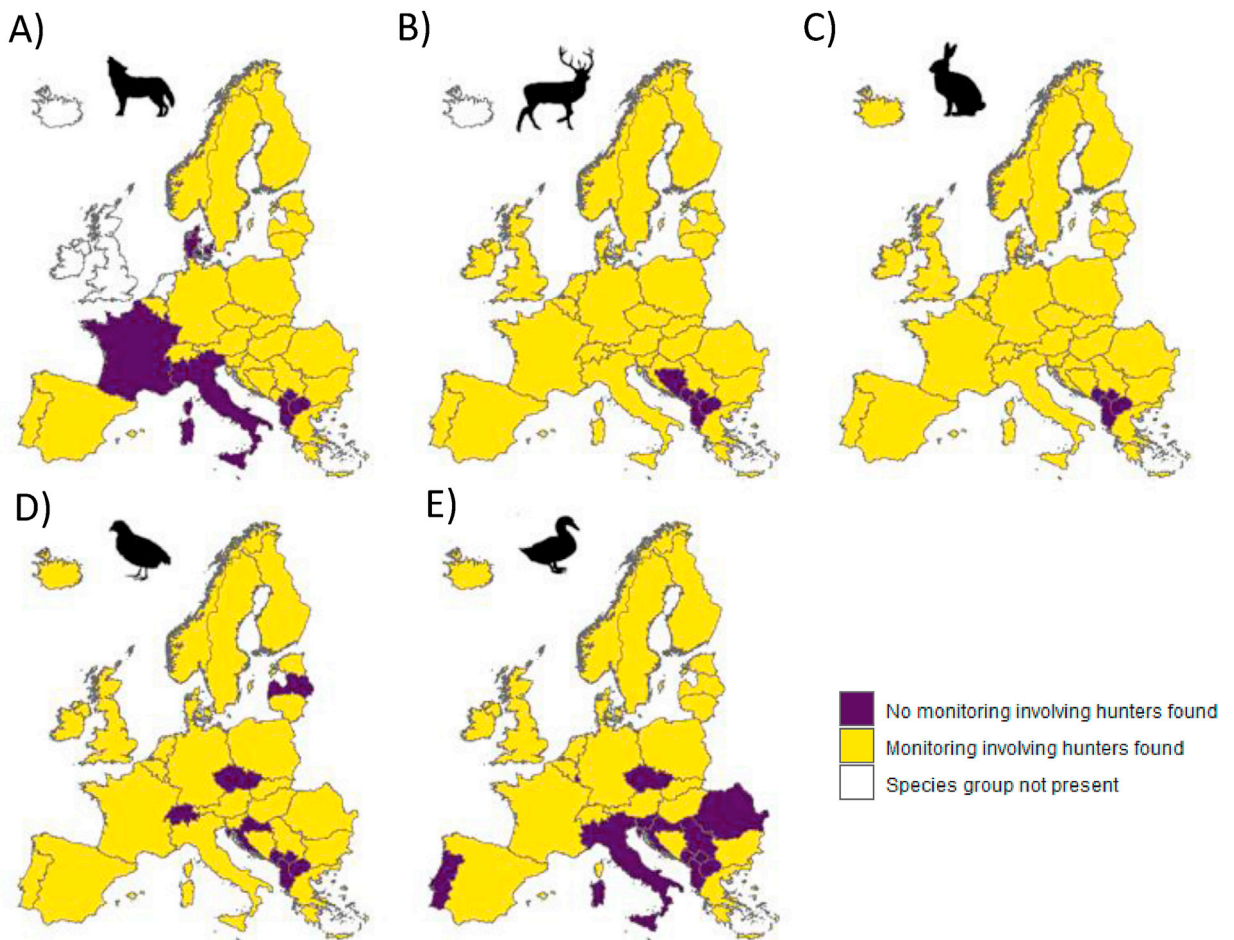 A)
B)
C)
D)
E)
No monitoring involving hunters found
Monitoring involving hunters found
Species group not present